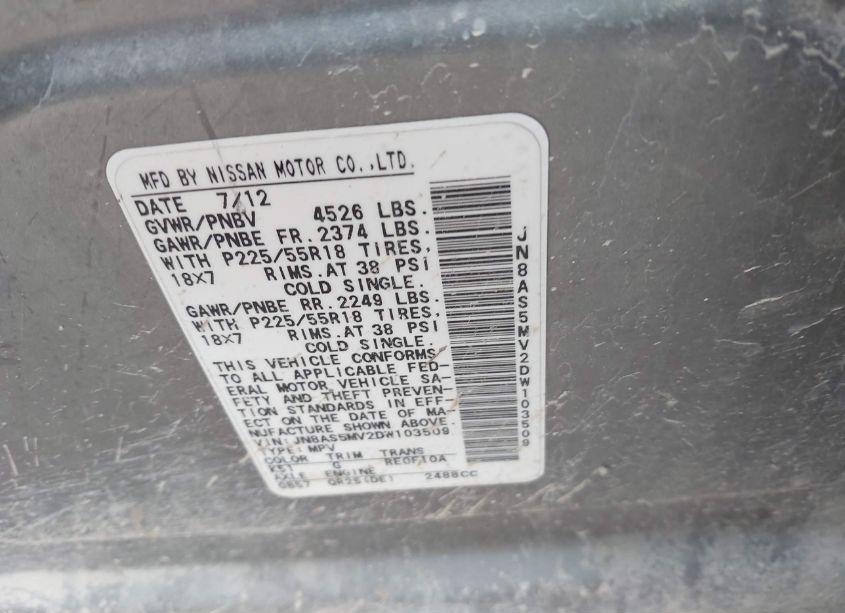 MFD BY NISSAN MOTOR CO.,LTD.
DATE 7/12
GVWR/PNBV 4526 LBS.
GAWR/PNBE FR.2374 LBS.
WITH P225/55R18 TIRES,
18X7 RIMS.AT 38 PSI
COLD SINGLE.
GAWR/PNBE RR.2249 LBS.
WITH P225/55R18 TIRES,
18X7 RIMS.AT 38 PSI
COLD SINGLE.
THIS VEHICLE CONFORMS
TO ALL APPLICABLE FED-
ERAL MOTOR VEHICLE SA-
FETY AND THEFT PREVEN-
TION STANDARDS IN EFF-
ECT ON THE DATE OF MA-
NUFACTURE SHOWN ABOVE.
VIN:JN8AS5MV2DW103509
TYPE:MPV
COLOR TRIM TRANS
G RE0F10A
AXLE ENGINE
QR25(DE) 2488CC
JN8AS5MV2DW103509